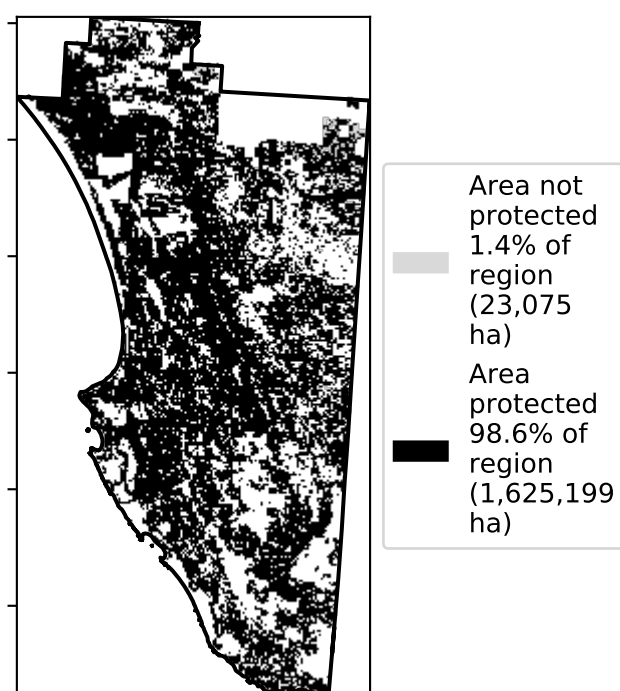 Area not
protected
1.4% of
region
(23,075
ha)
Area
protected
98.6% of
region
(1,625,199
ha)